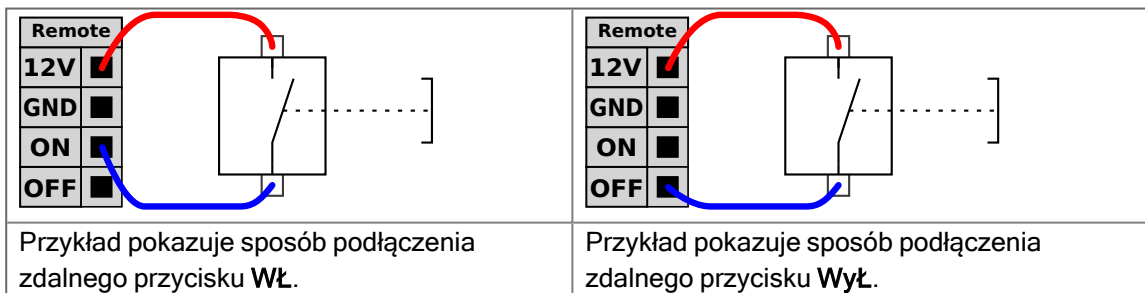 Remote
12V
GND
ON
OFF
Remote
12V
GND
ON
OFF
Przykład pokazuje sposób podłączenia
zdalnego przycisku WŁ.
Przykład pokazuje sposób podłączenia
zdalnego przycisku WyŁ.